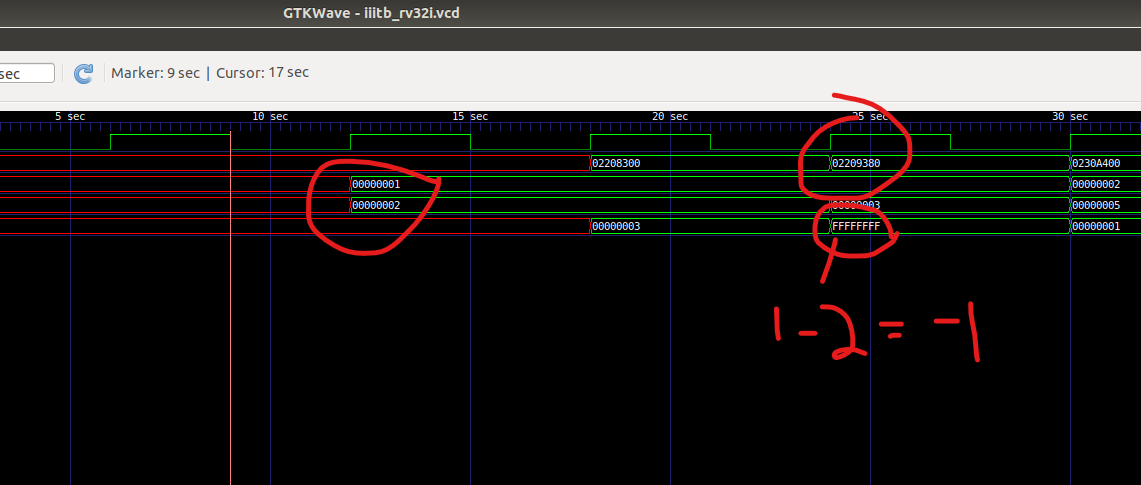 GTKWave - iiitb_rv32i.vcd
sec Marker: 9 sec | Cursor: 17 sec
5 sec 10 sec 15 sec 20 sec 25 sec 30 sec
02208300 02209380 0230A400
00000001 00000002
00000002 00000003 00000005
00000003 FFFFFFFF 00000001
1-2=-1